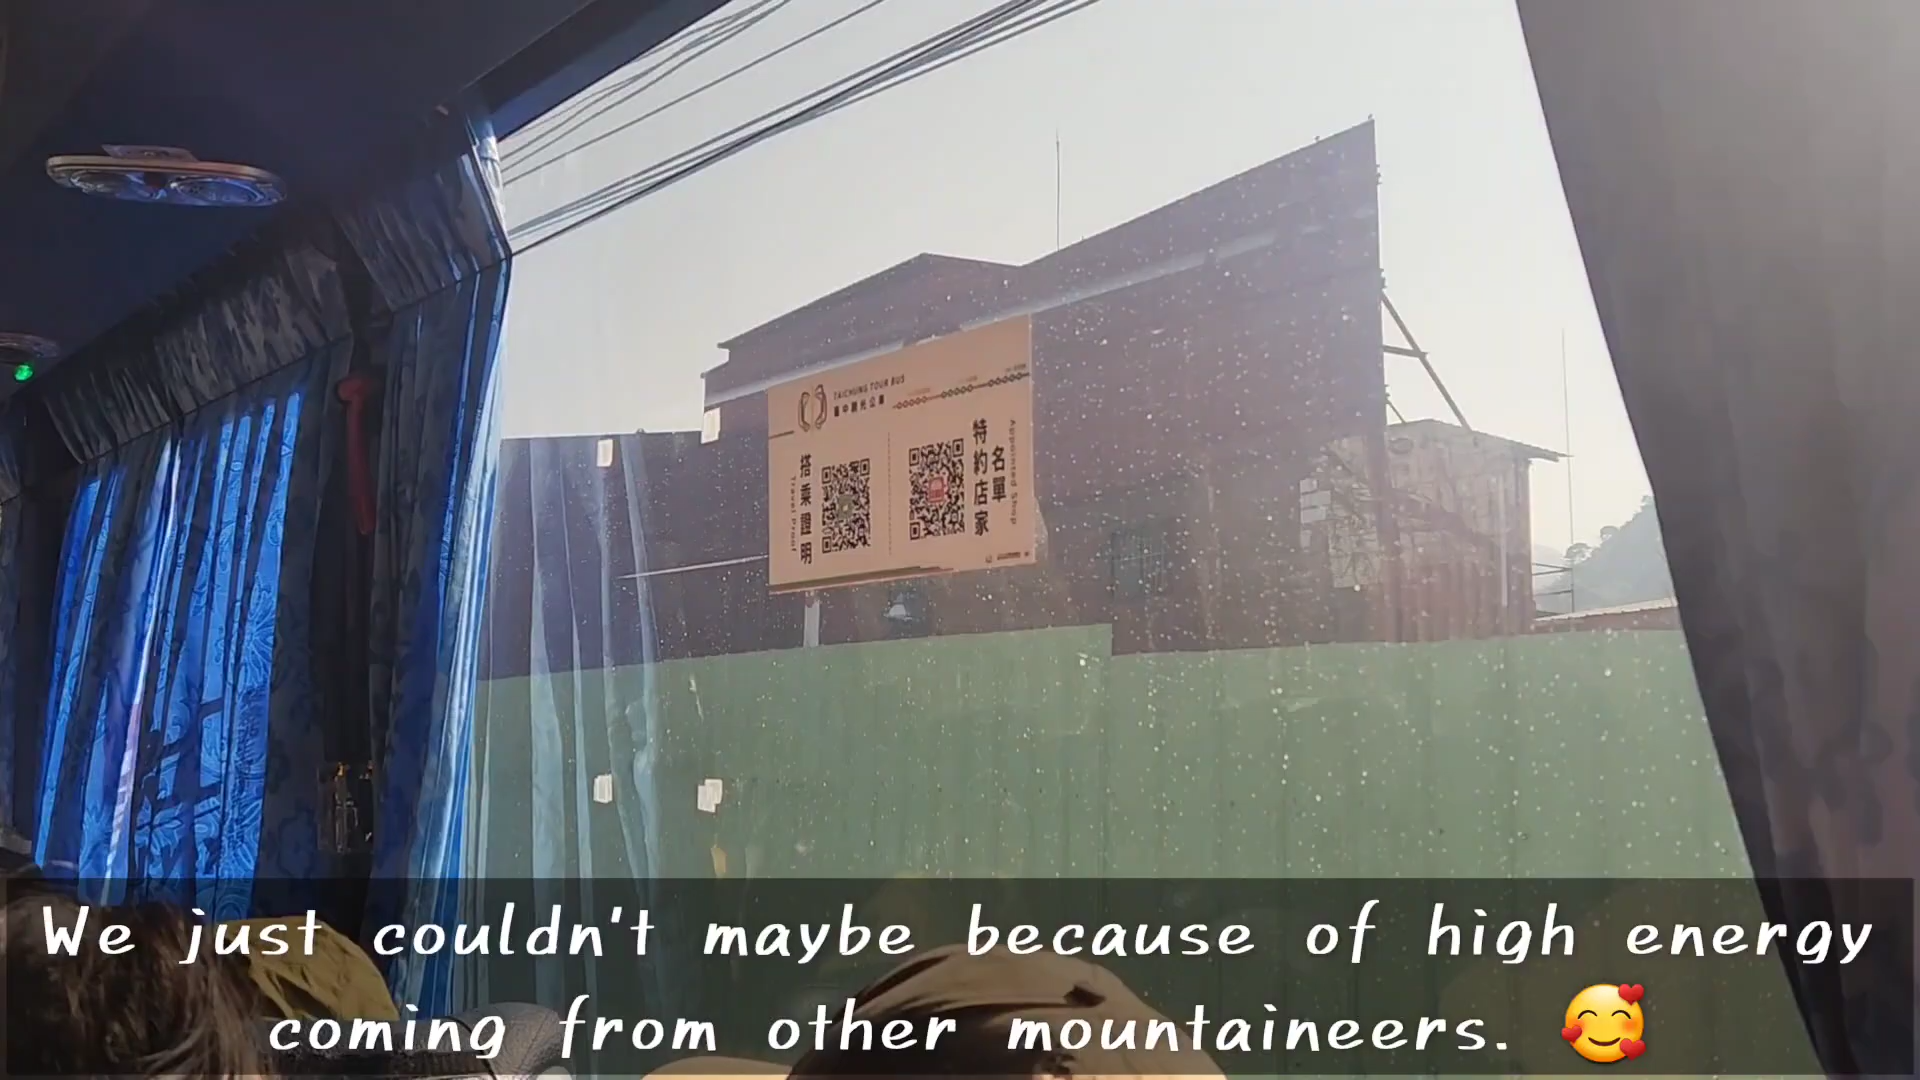 TAICHUNG TOUR BUS
臺中觀光公車
搭乘證明
Travel Proof
特約店家
名單
Appointed Shop
We just couldn't maybe because of high energy
coming from other mountaineers. 🥰